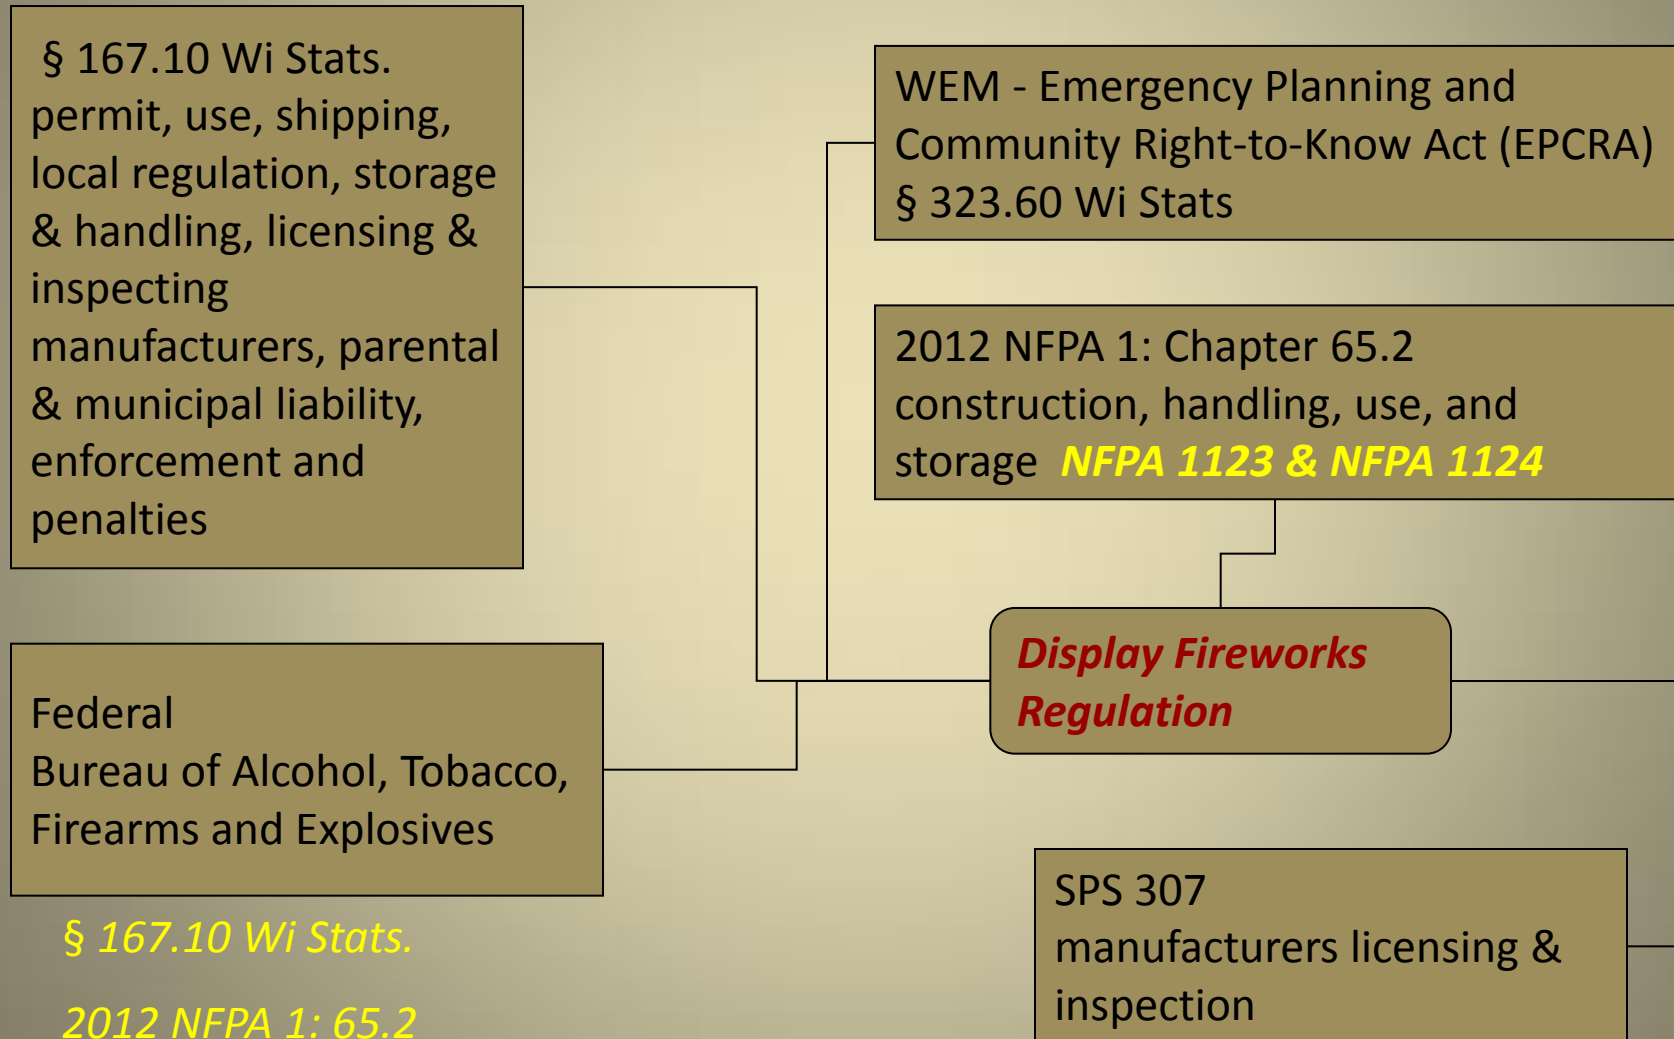 § 167.10 Wi Stats.
permit, use, shipping,
local regulation, storage
& handling, licensing &
inspecting
manufacturers, parental
& municipal liability,
enforcement and
penalties
WEM - Emergency Planning and
Community Right-to-Know Act (EPCRA)
§ 323.60 Wi Stats
2012 NFPA 1: Chapter 65.2
construction, handling, use, and
storage NFPA 1123 & NFPA 1124
Display Fireworks
Regulation
Federal
Bureau of Alcohol, Tobacco,
Firearms and Explosives
§ 167.10 Wi Stats.
2012 NFPA 1: 65.2
SPS 307
manufacturers licensing &
inspection